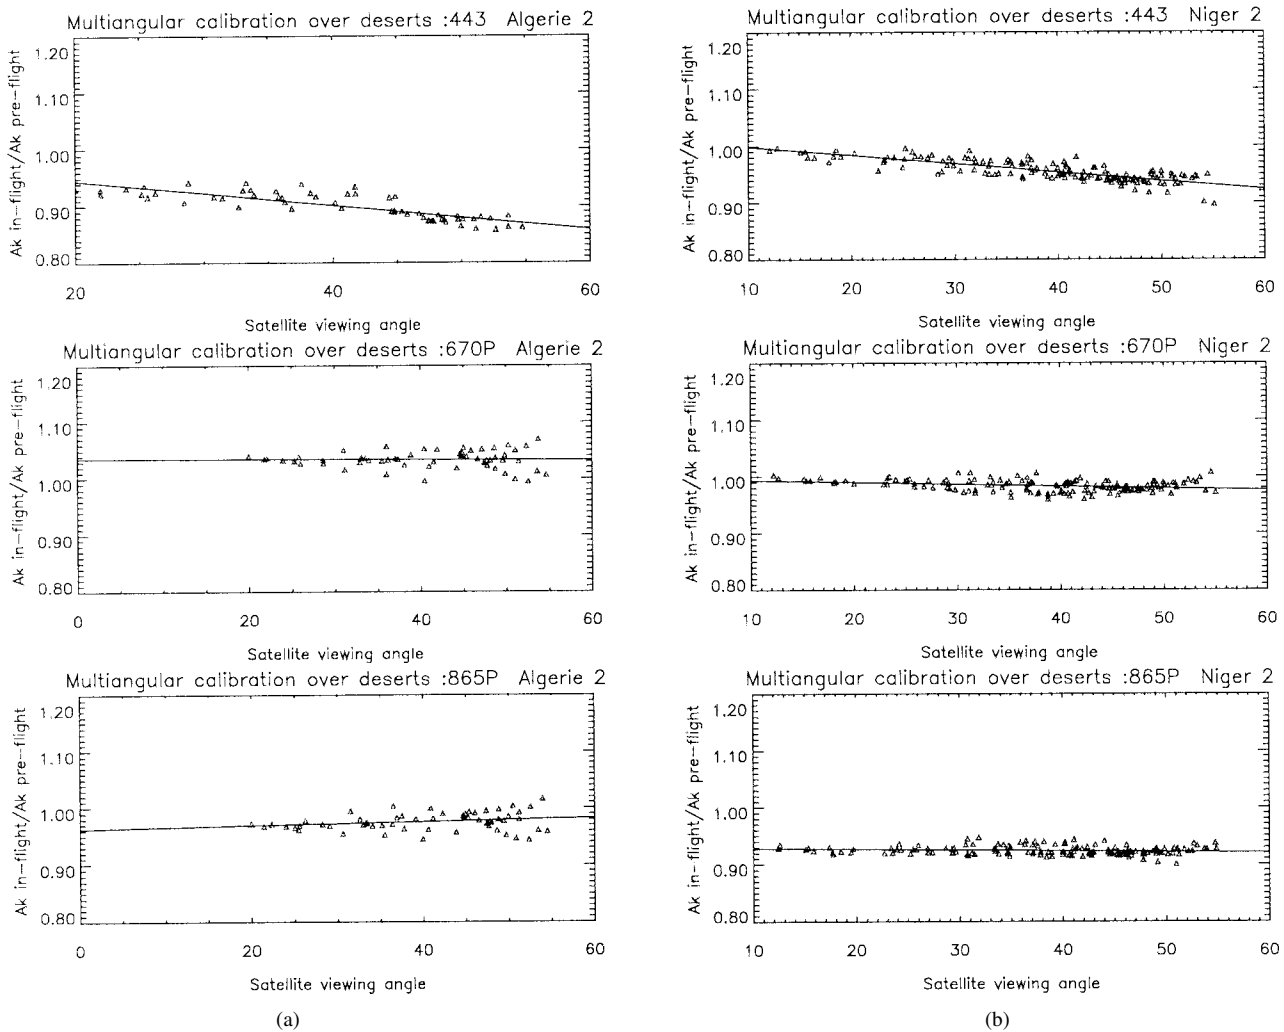 Multiangular calibration over deserts :443 Algerie 2
Ak in-flight/Ak pre-flight
1.20
1.10
1.00
0.90
0.80
20 40 60
Satellite viewing angle
Multiangular calibration over deserts :670P Algerie 2
Ak in-flight/Ak pre-flight
1.20
1.10
1.00
0.90
0.80
0 20 40 60
Satellite viewing angle
Multiangular calibration over deserts :865P Algerie 2
Ak in-flight/Ak pre-flight
1.20
1.10
1.00
0.90
0.80
0 20 40 60
Satellite viewing angle
(a)
Multiangular calibration over deserts :443 Niger 2
Ak in-flight/Ak pre-flight
1.20
1.10
1.00
0.90
0.80
10 20 30 40 50 60
Satellite viewing angle
Multiangular calibration over deserts :670P Niger 2
Ak in-flight/Ak pre-flight
1.20
1.10
1.00
0.90
0.80
10 20 30 40 50 60
Satellite viewing angle
Multiangular calibration over deserts :865P Niger 2
Ak in-flight/Ak pre-flight
1.20
1.10
1.00
0.90
0.80
10 20 30 40 50 60
Satellite viewing angle
(b)